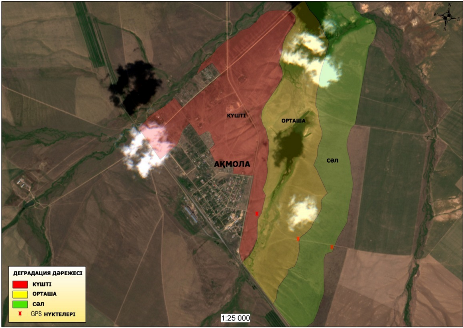 КҮШТІ
ОРТАША
СӘЛ
АҚМОЛА
ДЕГРАДАЦИЯ ДӘРЕЖЕСІ
КҮШТІ
ОРТАША
СӘЛ
GPS НҮКТЕЛЕРІ
1:25 000